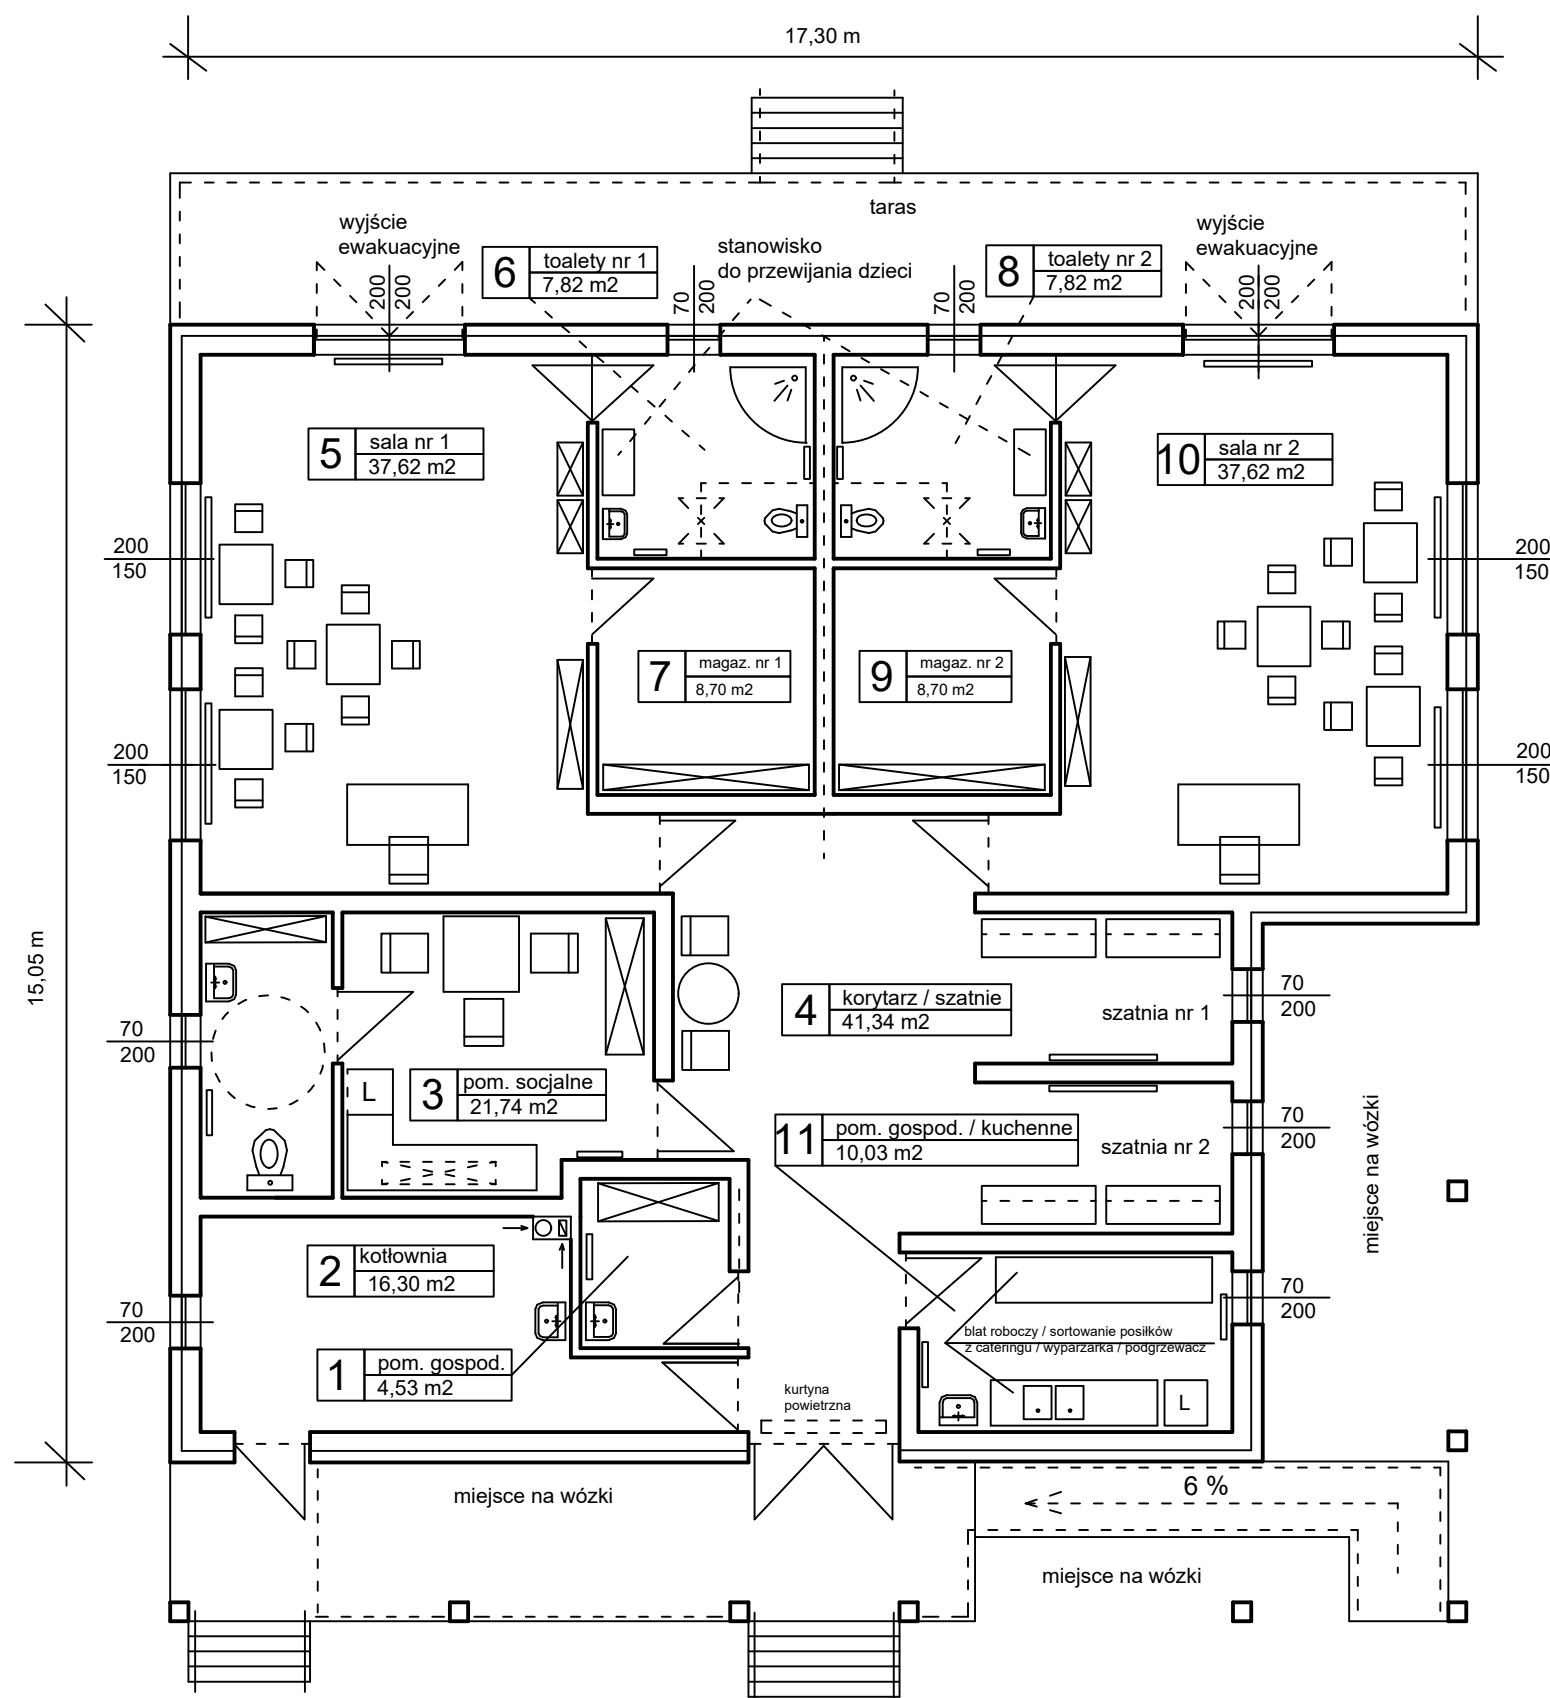 17,30 m
taras
wyjście
ewakuacyjne
6
toalety nr 1
7,82 m2
stanowisko
do przewijania dzieci
8
toalety nr 2
7,82 m2
wyjście
ewakuacyjne
200
200
70
200
70
200
200
200
5
sala nr 1
37,62 m2
10
sala nr 2
37,62 m2
200
150
200
150
7
magaz. nr 1
8,70 m2
9
magaz. nr 2
8,70 m2
200
150
200
150
15,05 m
4
korytarz / szatnie
41,34 m2
szatnia nr 1
70
200
70
200
L
3
pom. socjalne
21,74 m2
11
pom. gospod. / kuchenne
10,03 m2
szatnia nr 2
70
200
miejsce na wózki
2
kotłownia
16,30 m2
70
200
70
200
blat roboczy / sortowanie posiłków
z cateringu / wyparzarka / podgrzewacz
1
pom. gospod.
4,53 m2
kurtyna
powietrzna
L
miejsce na wózki
6 %
miejsce na wózki